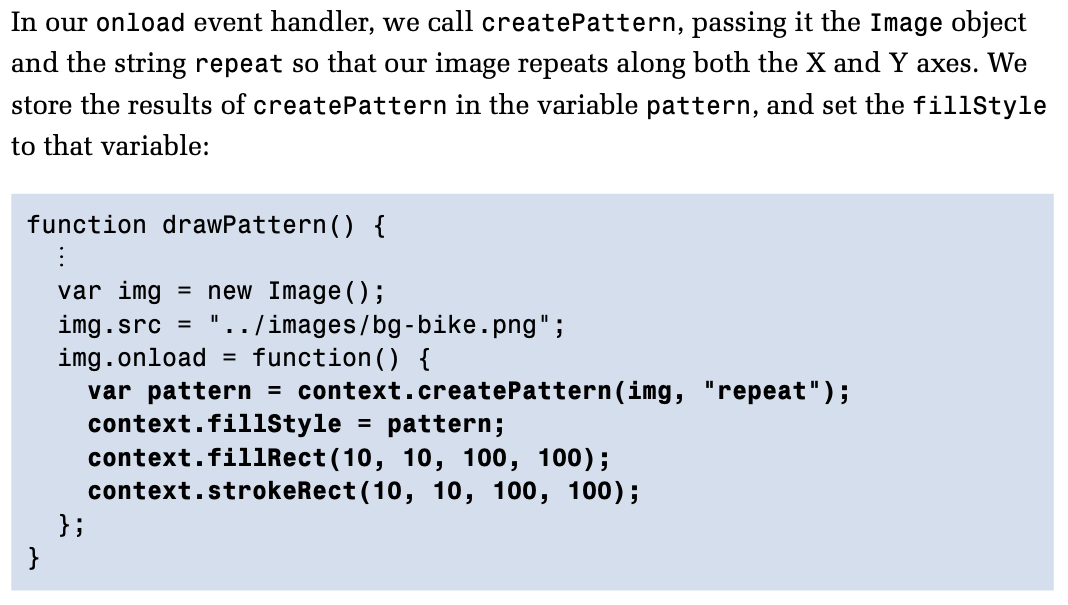 In our onload event handler, we call createPattern, passing it the Image object
and the string repeat so that our image repeats along both the X and Y axes. We
store the results of createPattern in the variable pattern, and set the fillStyle
to that variable:
function drawPattern() {
⋮
var img = new Image();
img.src = "../images/bg-bike.png";
img.onload = function() {
var pattern = context.createPattern(img, "repeat");
context.fillStyle = pattern;
context.fillRect(10, 10, 100, 100);
context.strokeRect(10, 10, 100, 100);
};
}